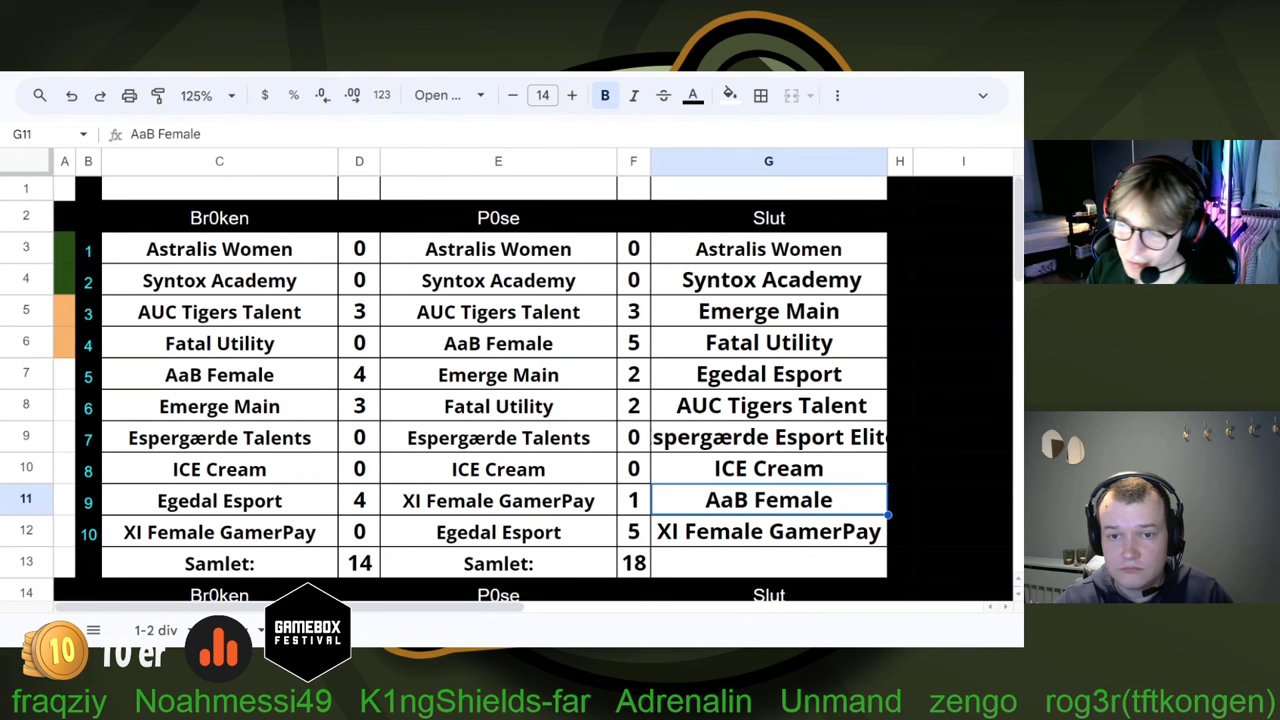 125% $ % .0 .00 123 Open ... 14 B I S A
G11 fx AaB Female
A B C D E F G H I
1
2 Br0ken P0se Slut
3 1 Astralis Women 0 Astralis Women 0 Astralis Women
4 2 Syntox Academy 0 Syntox Academy 0 Syntox Academy
5 3 AUC Tigers Talent 3 AUC Tigers Talent 3 Emerge Main
6 4 Fatal Utility 0 AaB Female 5 Fatal Utility
7 5 AaB Female 4 Emerge Main 2 Egedal Esport
8 6 Emerge Main 3 Fatal Utility 2 AUC Tigers Talent
9 7 Espergærde Talents 0 Espergærde Talents 0 spergærde Esport Elite
10 8 ICE Cream 0 ICE Cream 0 ICE Cream
11 9 Egedal Esport 4 XI Female GamerPay 1 AaB Female
12 10 XI Female GamerPay 0 Egedal Esport 5 XI Female GamerPay
13 Samlet: 14 Samlet: 18
14 Br0ken P0se Slut
1-2 div
10 10 er
GAMEBOX
FESTIVAL
fraqziy Noahmessi49 K1ngShields-far Adrenalin Unmand zengo rog3r(tftkongen)